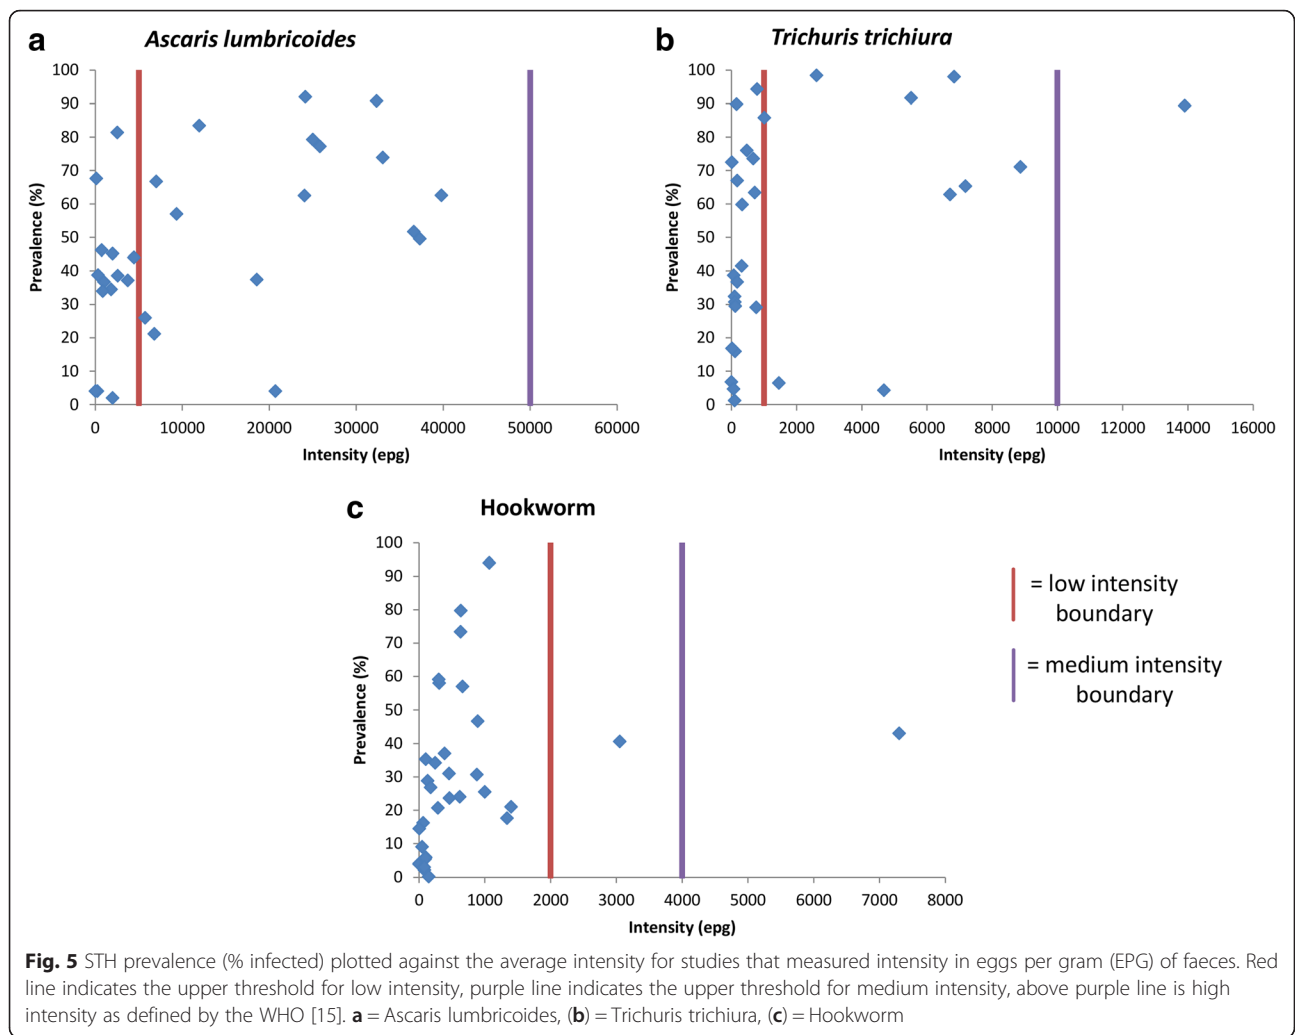 a
Ascaris lumbricoides
Prevalence (%)
100
90
80
70
60
50
40
30
20
10
0
0 10000 20000 30000 40000 50000 60000
Intensity (epg)
b
Trichuris trichiura
Prevalence (%)
100
90
80
70
60
50
40
30
20
10
0
0 2000 4000 6000 8000 10000 12000 14000 16000
Intensity (epg)
c
Hookworm
Prevalence (%)
100
90
80
70
60
50
40
30
20
10
0
0 1000 2000 3000 4000 5000 6000 7000 8000
Intensity (epg)
= low intensity
boundary
= medium intensity
boundary
Fig. 5 STH prevalence (% infected) plotted against the average intensity for studies that measured intensity in eggs per gram (EPG) of faeces. Red
line indicates the upper threshold for low intensity, purple line indicates the upper threshold for medium intensity, above purple line is high
intensity as defined by the WHO [15]. a = Ascaris lumbricoides, (b) = Trichuris trichiura, (c) = Hookworm